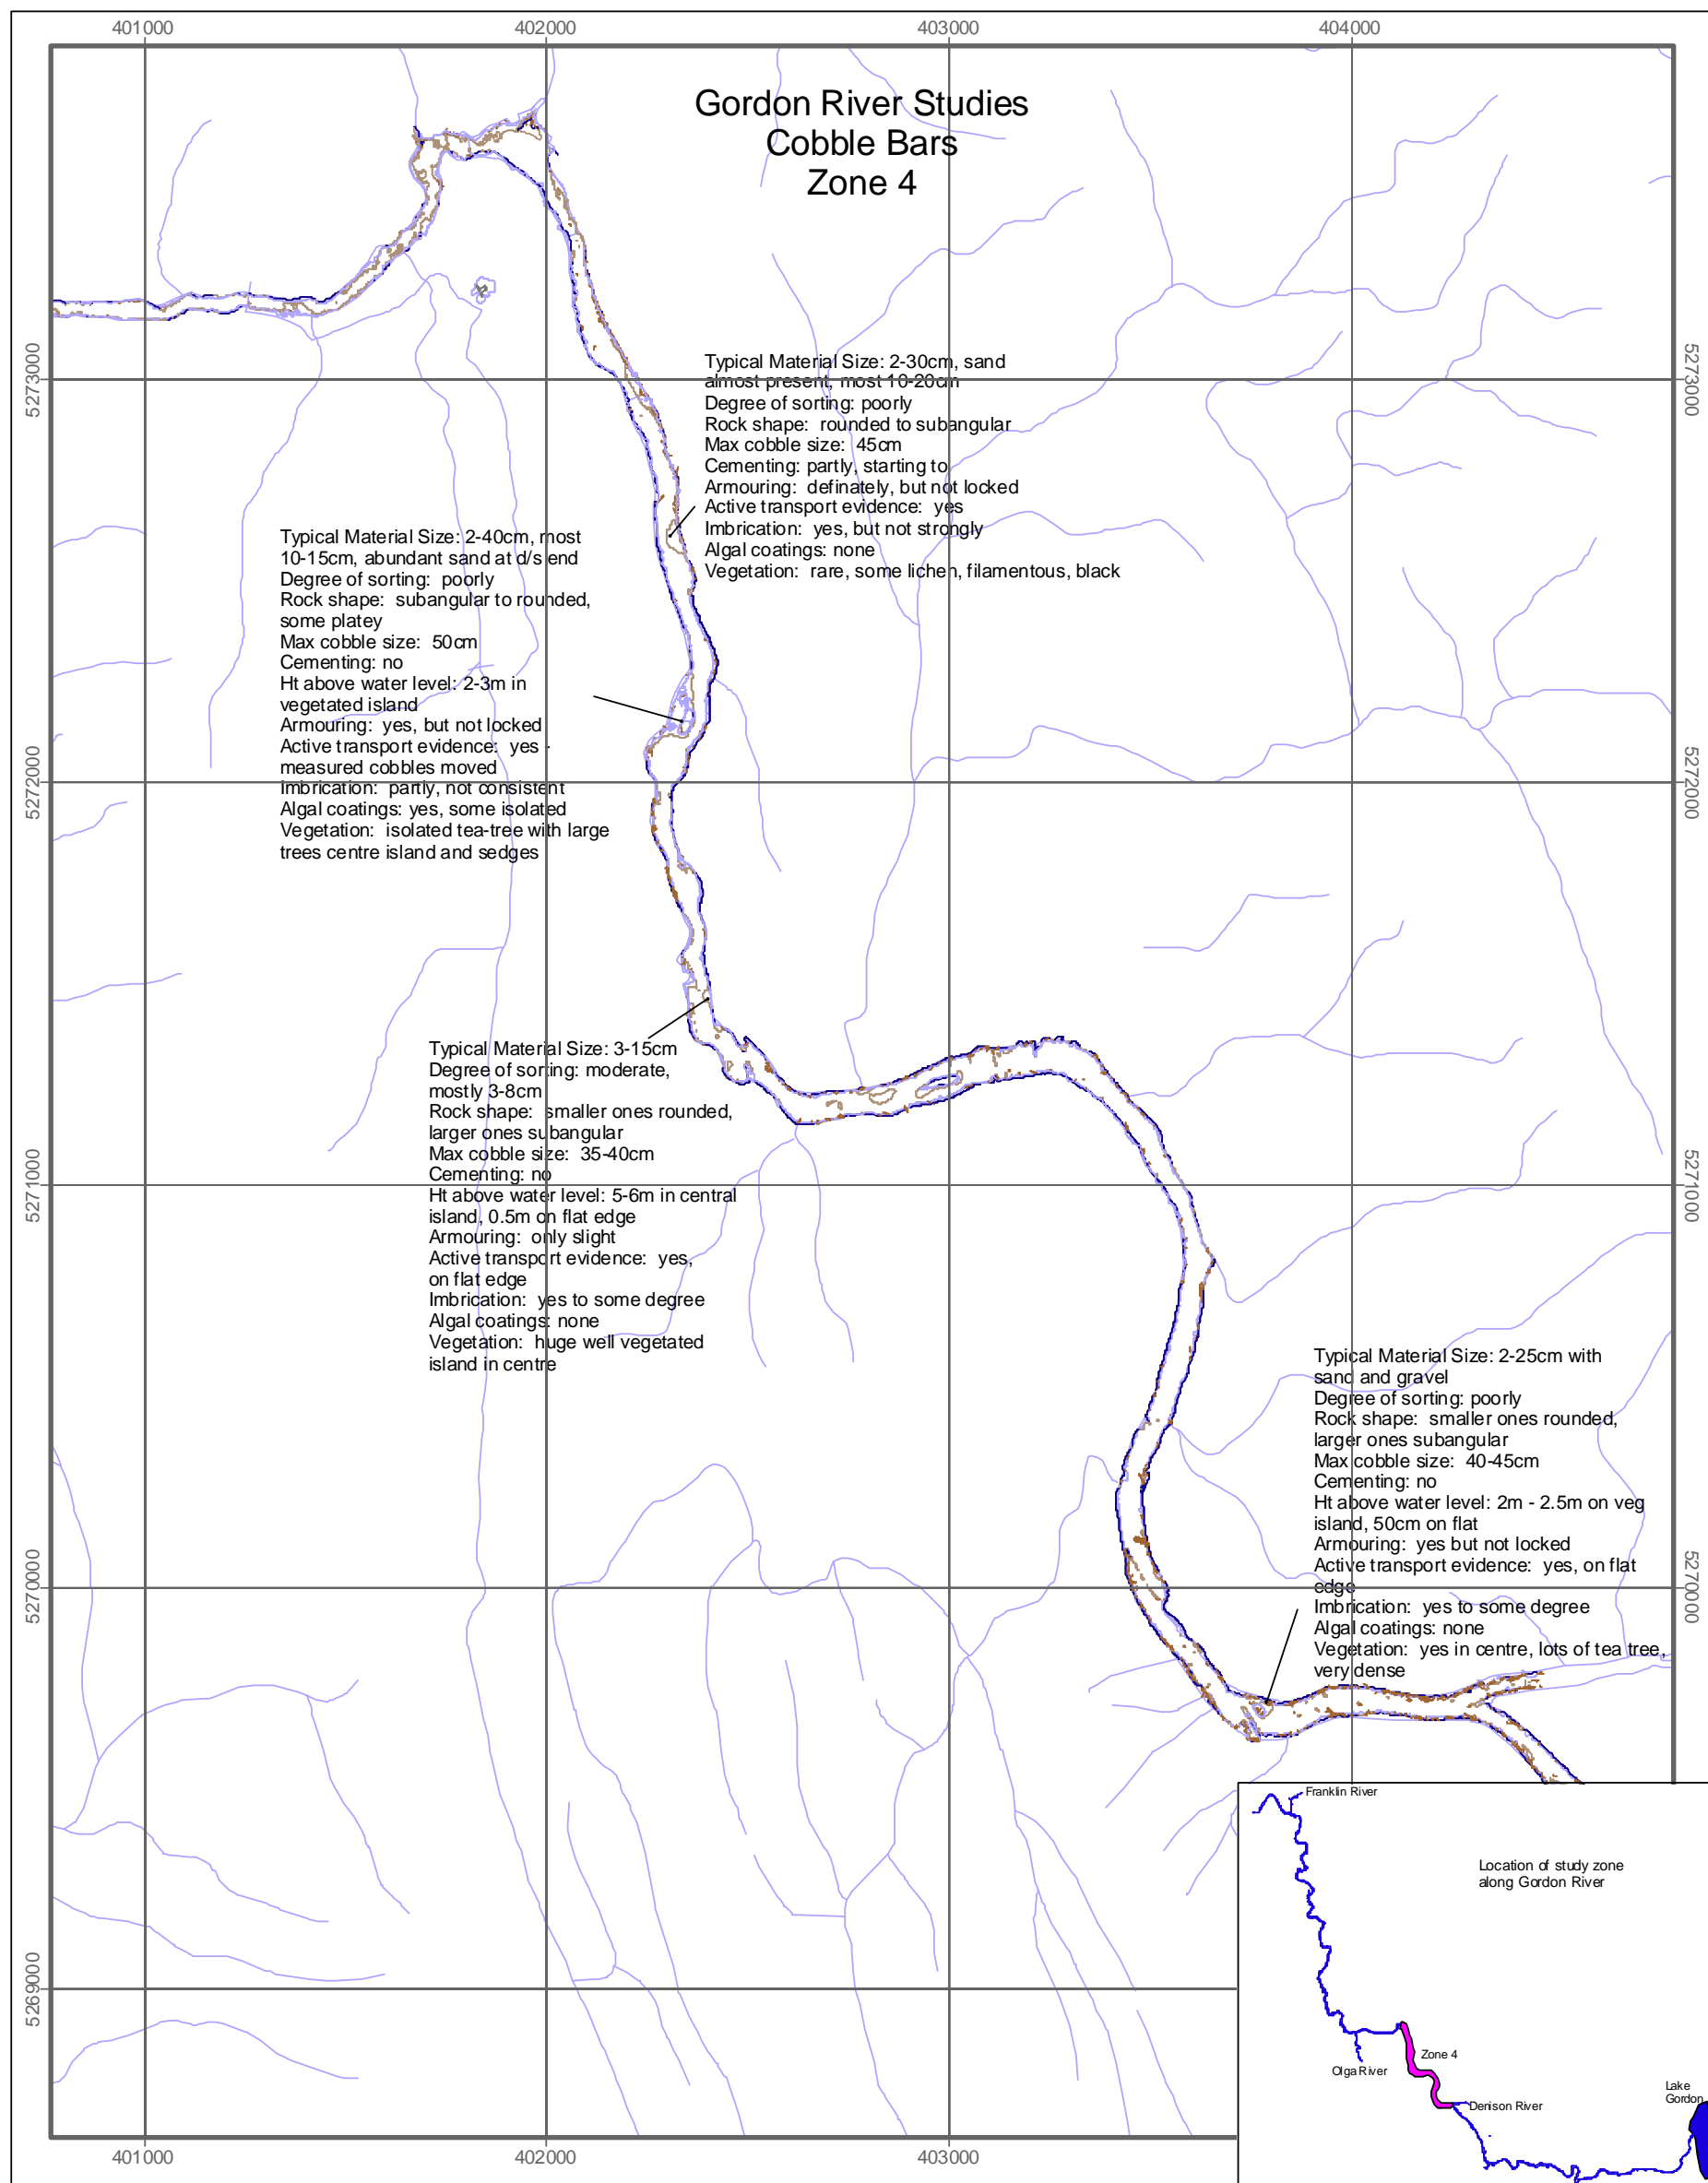 401000
402000
403000
404000
Gordon River Studies
Cobble Bars
Zone 4
5273000
5273000
Typical Material Size: 2-30cm, sand
almost present, most 10-20cm
Degree of sorting: poorly
Rock shape: rounded to subangular
Max cobble size: 45cm
Cementing: partly, starting to
Armouring: definately, but not locked
Active transport evidence: yes
Imbrication: yes, but not strongly
Algal coatings: none
Vegetation: rare, some lichen, filamentous, black
Typical Material Size: 2-40cm, most
10-15cm, abundant sand at d/s end
Degree of sorting: poorly
Rock shape: subangular to rounded,
some platey
Max cobble size: 50cm
Cementing: no
Ht above water level: 2-3m in
vegetated island
Armouring: yes, but not locked
Active transport evidence: yes -
measured cobbles moved
Imbrication: partly, not consistent
Algal coatings: yes, some isolated
Vegetation: isolated tea-tree with large
trees centre island and sedges
5272000
5272000
Typical Material Size: 3-15cm
Degree of sorting: moderate,
mostly 3-8cm
Rock shape: smaller ones rounded,
larger ones subangular
Max cobble size: 35-40cm
Cementing: no
Ht above water level: 5-6m in central
island, 0.5m on flat edge
Armouring: only slight
Active transport evidence: yes,
on flat edge
Imbrication: yes to some degree
Algal coatings: none
Vegetation: huge well vegetated
island in centre
5271000
5271000
Typical Material Size: 2-25cm with
sand and gravel
Degree of sorting: poorly
Rock shape: smaller ones rounded,
larger ones subangular
Max cobble size: 40-45cm
Cementing: no
Ht above water level: 2m - 2.5m on veg
island, 50cm on flat
Armouring: yes but not locked
Active transport evidence: yes, on flat
edge
Imbrication: yes to some degree
Algal coatings: none
Vegetation: yes in centre, lots of tea tree,
very dense
5270000
5270000
5269000
Franklin River
Location of study zone
along Gordon River
Zone 4
Olga River
Denison River
Lake
Gordon
401000
402000
403000